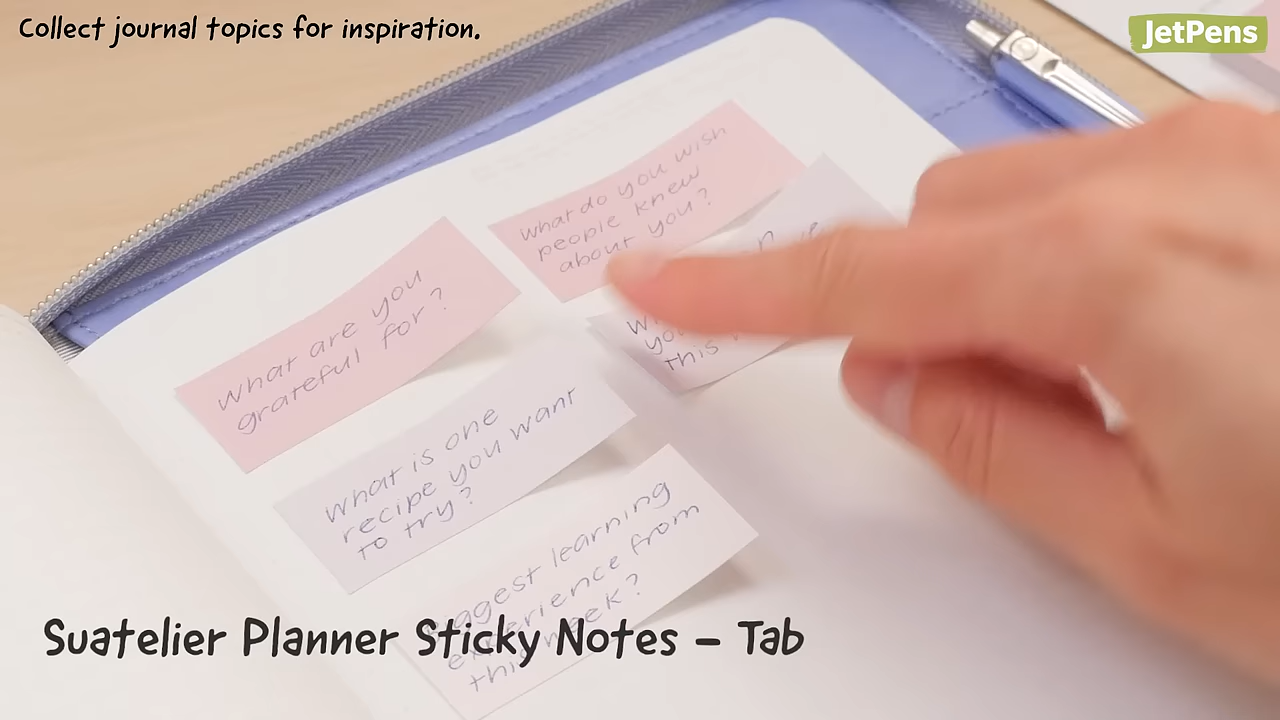 Collect journal topics for inspiration.
JetPens
what do you wish
people knew
about you?
what are you
grateful for?
this
what is one
recipe you want
to try?
learning
from
Suatelier Planner Sticky Notes – Tab